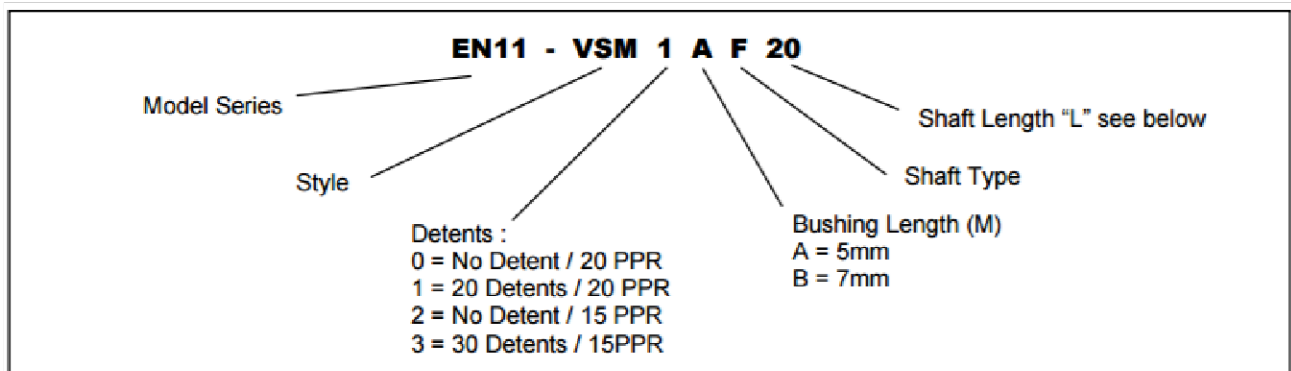 EN11 - VSM 1 A F 20
Model Series
Shaft Length “L” see below
Style
Shaft Type
Detents :
0 = No Detent / 20 PPR
1 = 20 Detents / 20 PPR
2 = No Detent / 15 PPR
3 = 30 Detents / 15PPR
Bushing Length (M)
A = 5mm
B = 7mm